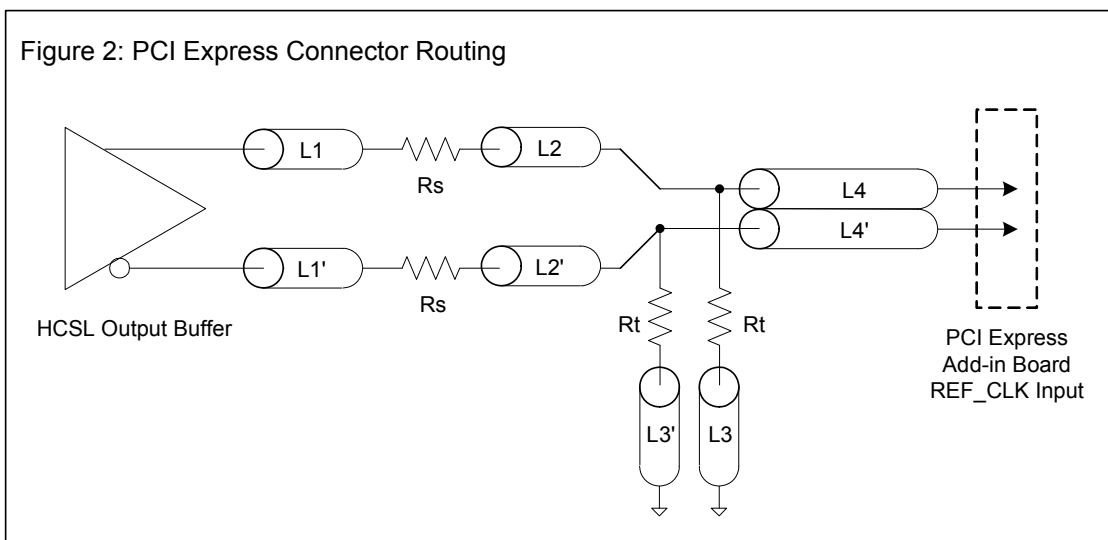 Figure 2: PCI Express Connector Routing
L1
Rs
L2
L4
L4'
L1'
Rs
L2'
HCSL Output Buffer
Rt
Rt
L3'
L3
PCI Express
Add-in Board
REF_CLK Input